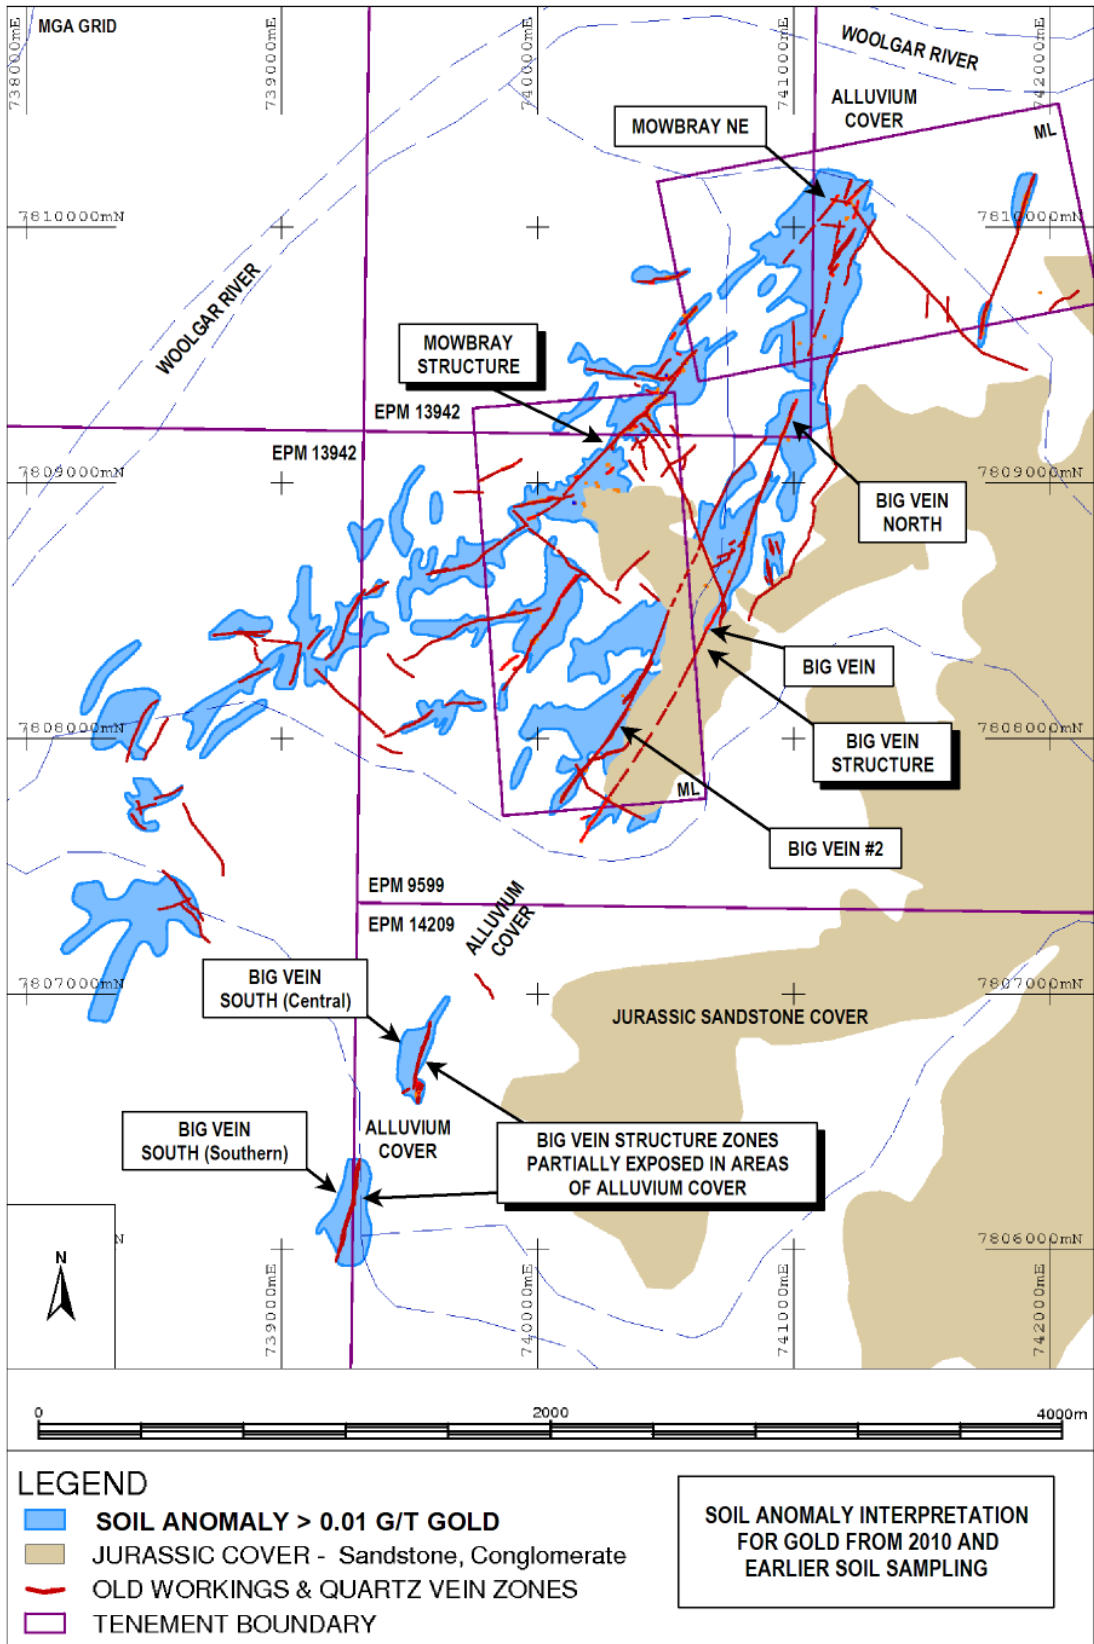 MGA GRID
738000mE
739000mE
740000mE
741000mE
742000mE
WOOLGAR RIVER
ALLUVIUM
COVER
MOWBRAY NE
ML
7810000mN
7810000mN
WOOLGAR RIVER
MOWBRAY
STRUCTURE
EPM 13942
EPM 13942
7809000mN
7809000mN
BIG VEIN
NORTH
BIG VEIN
7808000mN
7808000mN
BIG VEIN
STRUCTURE
ML
BIG VEIN #2
EPM 9599
EPM 14209
ALLUVIUM
COVER
BIG VEIN
SOUTH (Central)
7807000mN
7807000mN
JURASSIC SANDSTONE COVER
BIG VEIN
SOUTH (Southern)
ALLUVIUM
COVER
BIG VEIN STRUCTURE ZONES
PARTIALLY EXPOSED IN AREAS
OF ALLUVIUM COVER
N
N
7806000mN
739000mE
740000mE
741000mE
742000mE
0
2000
4000m
LEGEND
SOIL ANOMALY > 0.01 G/T GOLD
JURASSIC COVER - Sandstone, Conglomerate
OLD WORKINGS & QUARTZ VEIN ZONES
TENEMENT BOUNDARY
SOIL ANOMALY INTERPRETATION
FOR GOLD FROM 2010 AND
EARLIER SOIL SAMPLING